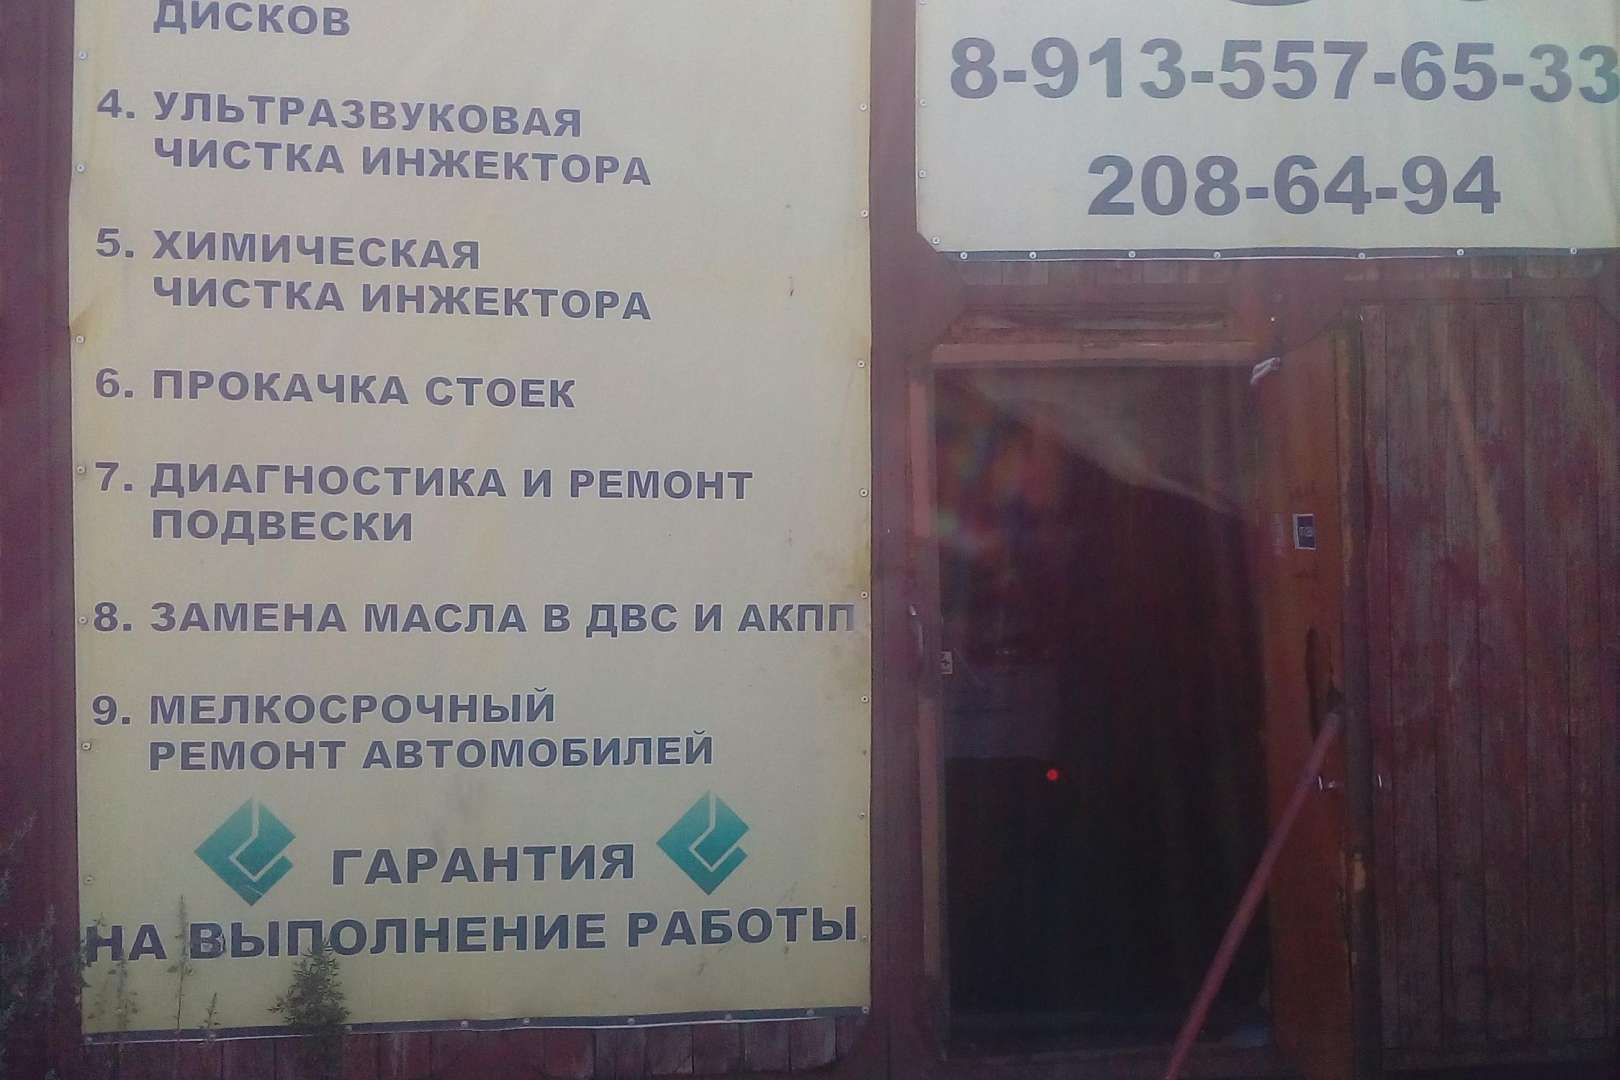 ДИСКОВ
4. УЛЬТРАЗВУКОВАЯ
ЧИСТКА ИНЖЕКТОРА
5. ХИМИЧЕСКАЯ
ЧИСТКА ИНЖЕКТОРА
6. ПРОКАЧКА СТОЕК
7. ДИАГНОСТИКА И РЕМОНТ
ПОДВЕСКИ
8. ЗАМЕНА МАСЛА В ДВС И АКПП
9. МЕЛКОСРОЧНЫЙ
РЕМОНТ АВТОМОБИЛЕЙ
ГАРАНТИЯ
НА ВЫПОЛНЕНИЕ РАБОТЫ
8-913-557-65-33
208-64-94